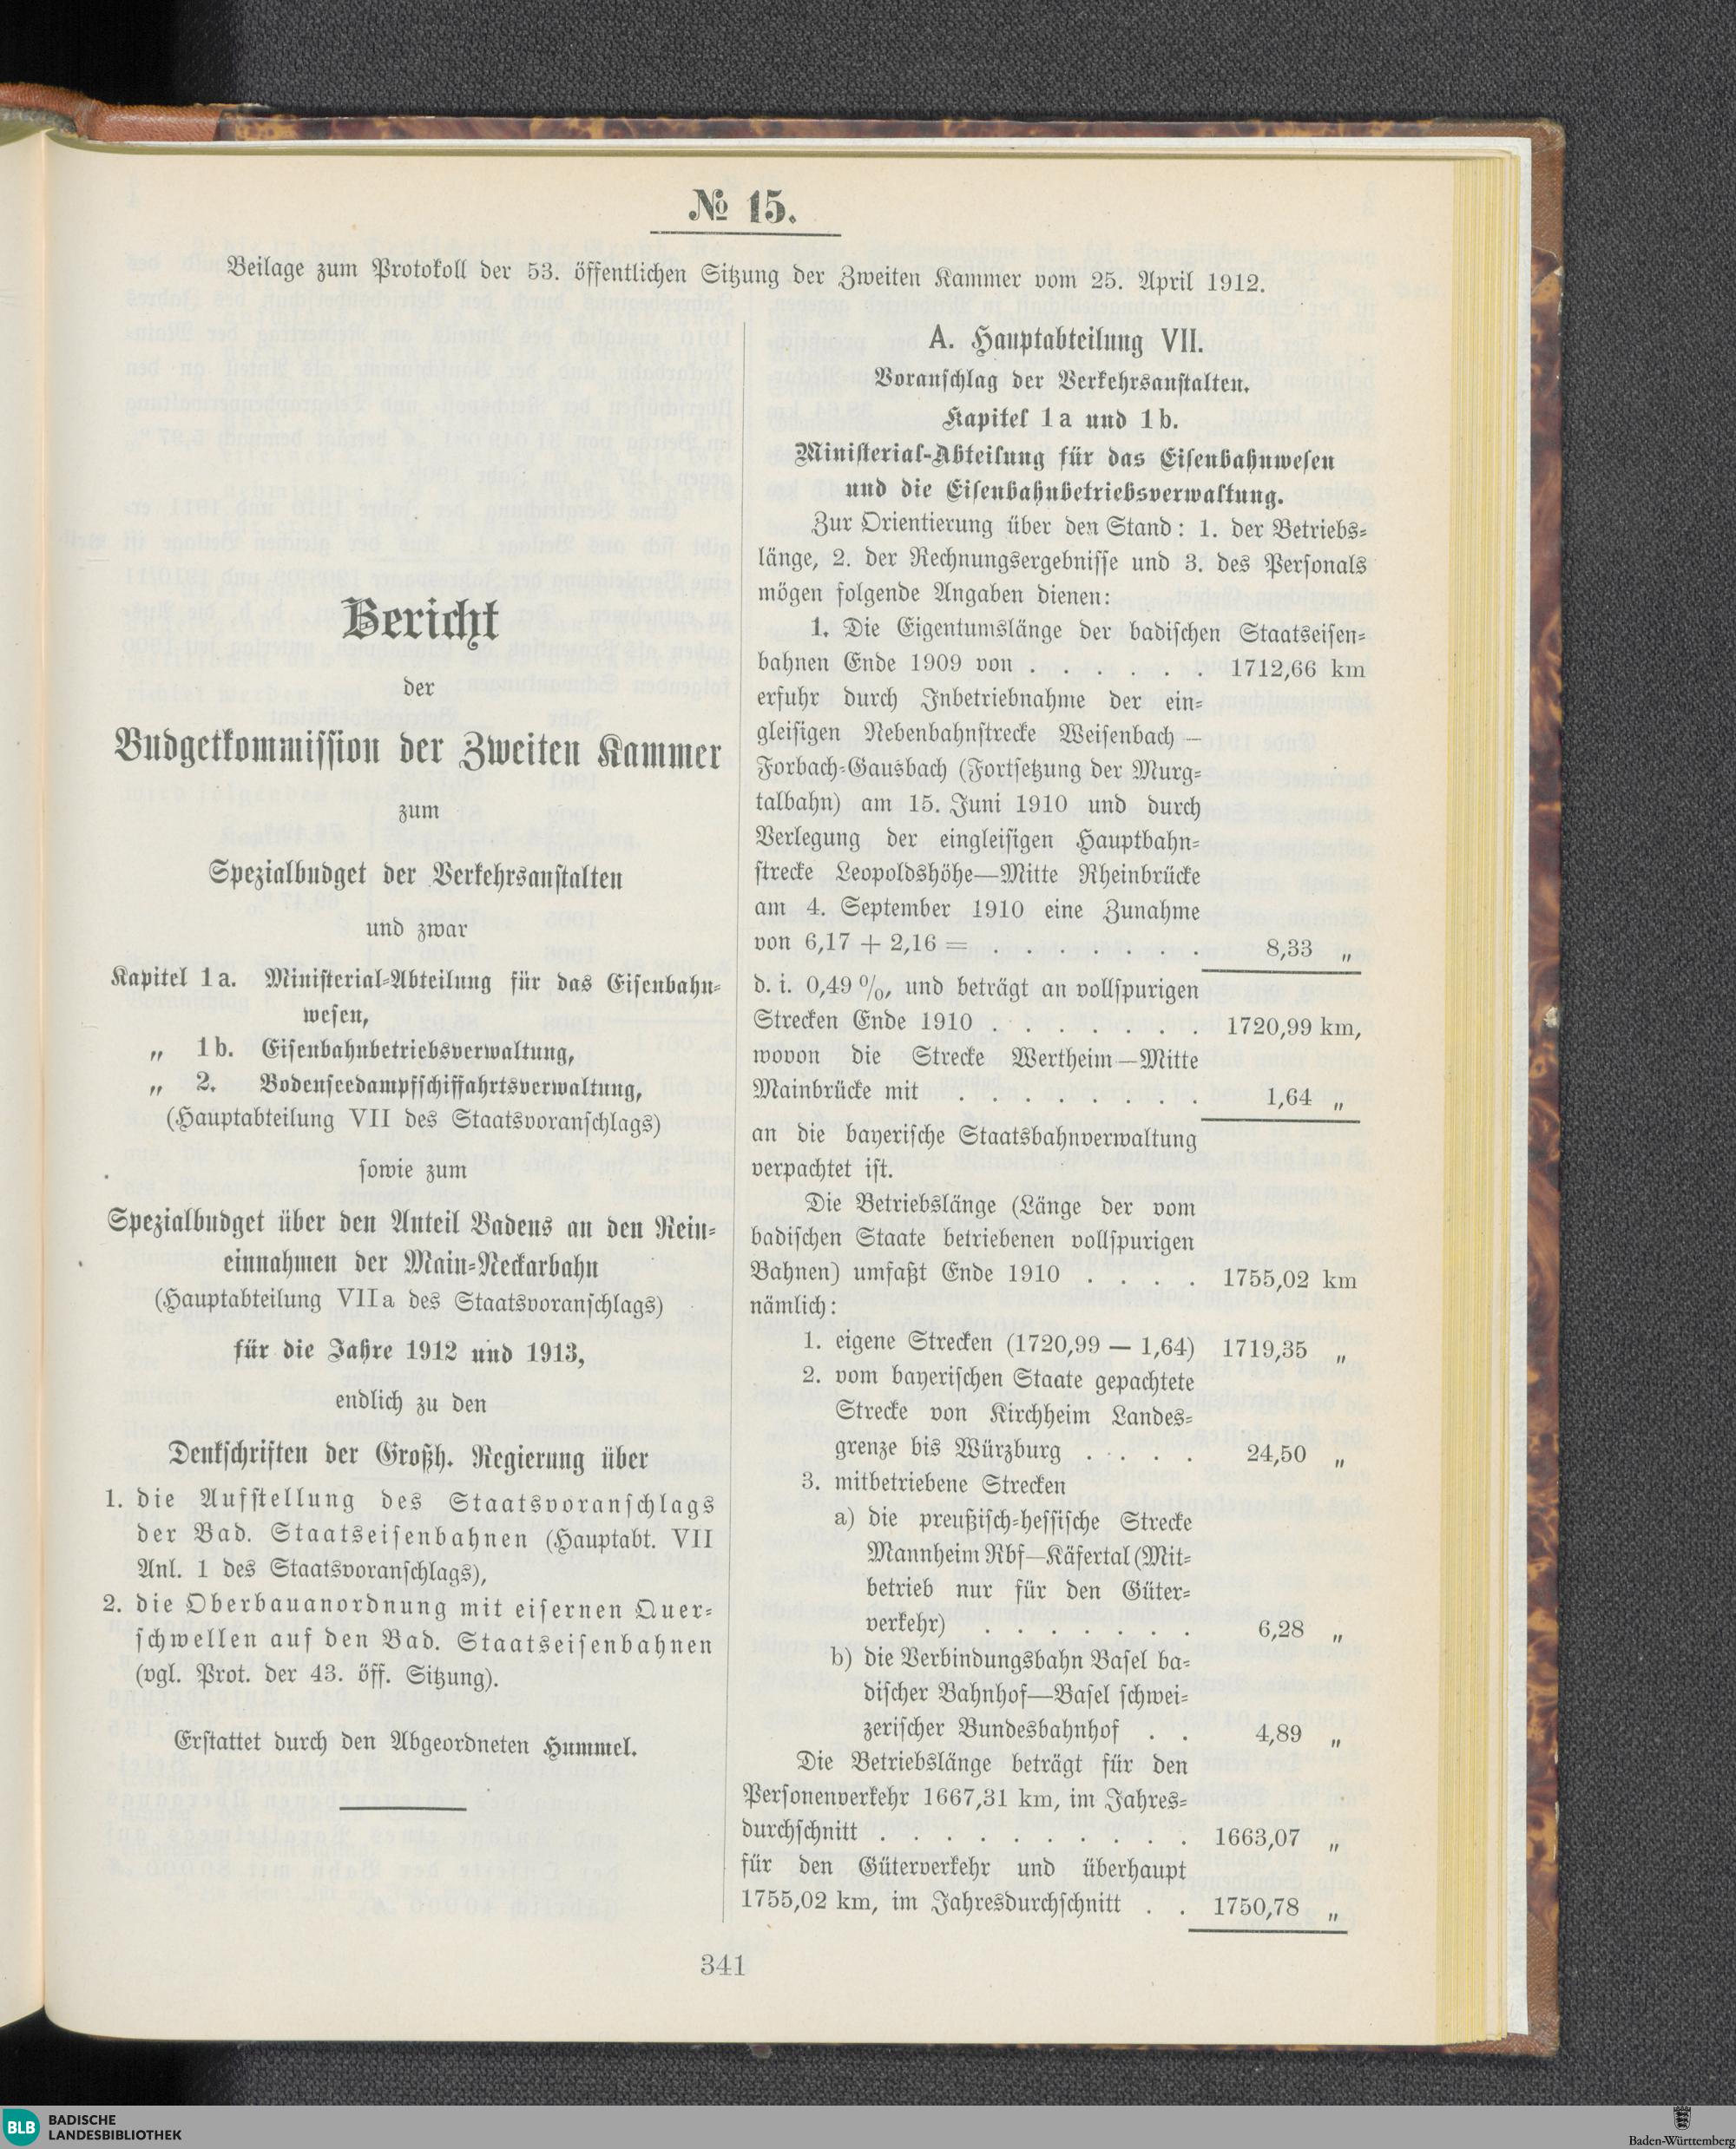 № 15.
Beilage zum Protokoll der 53. öffentlichen Sitzung der Zweiten Kammer vom 25. April 1912.
Bericht
der
Budgetkommission der Zweiten Kammer
zum
Spezialbudget der Verkehrsanstalten
und zwar
Kapitel 1a. Ministerial-Abteilung für das Eisenbahn-
wesen,
„ 1b. Eisenbahnbetriebsverwaltung,
„ 2. Bodenseedampfschiffahrtsverwaltung,
(Hauptabteilung VII des Staatsvoranschlags)
sowie zum
Spezialbudget über den Anteil Badens an den Rein-
einnahmen der Main-Neckarbahn
(Hauptabteilung VIIa des Staatsvoranschlags)
für die Jahre 1912 und 1913,
endlich zu den
Denkschriften der Großh. Regierung über
1. die Aufstellung des Staatsvoranschlags
der Bad. Staatseisenbahnen (Hauptabt. VII
Anl. 1 des Staatsvoranschlags),
2. die Oberbauanordnung mit eisernen Quer-
schwellen auf den Bad. Staatseisenbahnen
(vgl. Prot. der 43. öff. Sitzung).
Erstattet durch den Abgeordneten Hummel.
A. Hauptabteilung VII.
Voranschlag der Verkehrsanstalten.
Kapitel 1a und 1b.
Ministerial-Abteilung für das Eisenbahnwesen
und die Eisenbahnbetriebsverwaltung.
Zur Orientierung über den Stand: 1. der Betriebs-
länge, 2. der Rechnungsergebnisse und 3. des Personals
mögen folgende Angaben dienen:
1. Die Eigentumslänge der badischen Staatseisen-
bahnen Ende 1909 von . . . . . . 1712,66 km
erfuhr durch Inbetriebnahme der ein-
gleisigen Nebenbahnstrecke Weisenbach—
Forbach-Gausbach (Fortsetzung der Murg-
talbahn) am 15. Juni 1910 und durch
Verlegung der eingleisigen Hauptbahn-
strecke Leopoldshöhe—Mitte Rheinbrücke
am 4. September 1910 eine Zunahme
von 6,17 + 2,16 = . . . . . . . 8,33 „
d. i. 0,49 %, und beträgt an vollspurigen
Strecken Ende 1910 . . . . . . . 1720,99 km,
wovon die Strecke Wertheim—Mitte
Mainbrücke mit . . . . . . . . 1,64 „
an die bayerische Staatsbahnverwaltung
verpachtet ist.
Die Betriebslänge (Länge der vom
badischen Staate betriebenen vollspurigen
Bahnen) umfaßt Ende 1910 . . . . 1755,02 km
nämlich:
1. eigene Strecken (1720,99 — 1,64) 1719,35 „
2. vom bayerischen Staate gepachtete
Strecke von Kirchheim Landes-
grenze bis Würzburg . . . . 24,50 „
3. mitbetriebene Strecken
a) die preußisch-hessische Strecke
Mannheim Rbf—Käfertal (Mit-
betrieb nur für den Güter-
verkehr) . . . . . . . 6,28 „
b) die Verbindungsbahn Basel ba-
discher Bahnhof—Basel schwei-
zerischer Bundesbahnhof . . 4,89 „
Die Betriebslänge beträgt für den
Personenverkehr 1667,31 km, im Jahres-
durchschnitt . . . . . . . . . . 1663,07 „
für den Güterverkehr und überhaupt
1755,02 km, im Jahresdurchschnitt . . 1750,78 „
341
BLB BADISCHE
LANDESBIBLIOTHEK
Baden-Württemberg